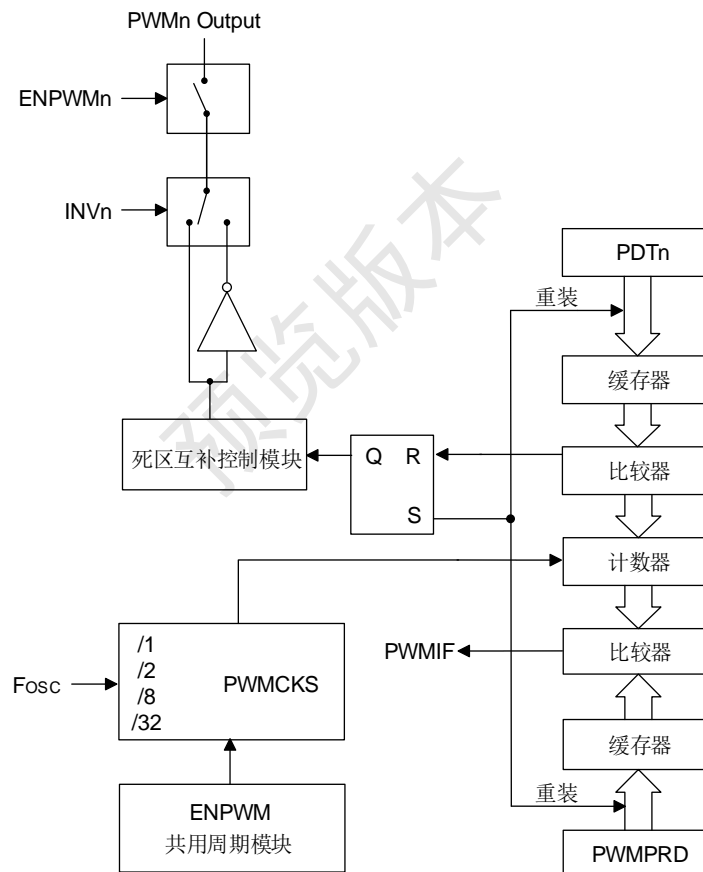 PWMn Output
ENPWMn
INVn
PDTn
重装
缓存器
死区互补控制模块
Q R
S
比较器
计数器
/1
/2
/8
/32
PWMCKS
Fosc
PWMIF
比较器
缓存器
重装
ENPWM
共用周期模块
PWMPRD
预览版本